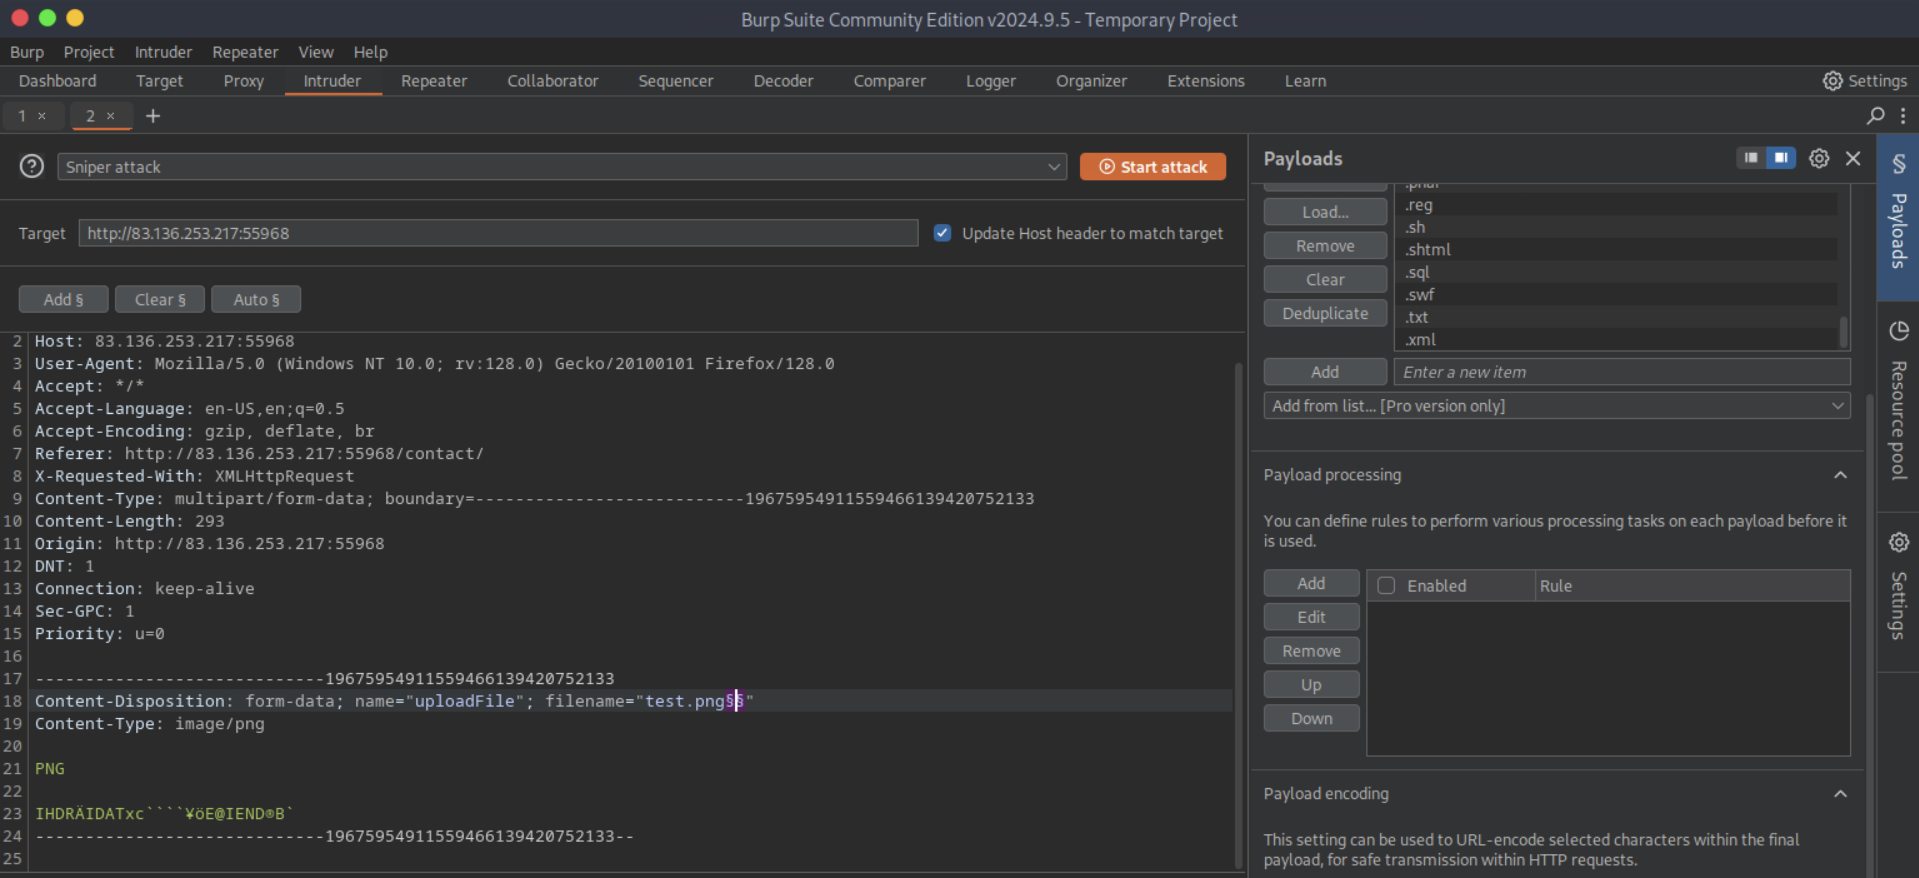 Burp Suite Community Edition v2024.9.5 - Temporary Project
Burp Project Intruder Repeater View Help
Dashboard Target Proxy Intruder Repeater Collaborator Sequencer Decoder Comparer Logger Organizer Extensions Learn Settings
1 × 2 × +
? Sniper attack Start attack
Target http://83.136.253.217:55968 Update Host header to match target
Add § Clear § Auto §
2 Host: 83.136.253.217:55968
3 User-Agent: Mozilla/5.0 (Windows NT 10.0; rv:128.0) Gecko/20100101 Firefox/128.0
4 Accept: */*
5 Accept-Language: en-US,en;q=0.5
6 Accept-Encoding: gzip, deflate, br
7 Referer: http://83.136.253.217:55968/contact/
8 X-Requested-With: XMLHttpRequest
9 Content-Type: multipart/form-data; boundary=---------------------------196759549115594661394207521​33
10 Content-Length: 293
11 Origin: http://83.136.253.217:55968
12 DNT: 1
13 Connection: keep-alive
14 Sec-GPC: 1
15 Priority: u=0
16
17 -----------------------------19675954911559466139420752133
18 Content-Disposition: form-data; name="uploadFile"; filename="test.png§§"
19 Content-Type: image/png
20
21 PNG
22
23 IHDRÄIDATxc````¥öE@IEND®B`
24 -----------------------------19675954911559466139420752133--
25
Payloads
Load...
Remove
Clear
Deduplicate
.reg
.sh
.shtml
.sql
.swf
.txt
.xml
Add Enter a new item
Add from list... [Pro version only]
Payload processing
You can define rules to perform various processing tasks on each payload before it
is used.
Add
Edit
Remove
Up
Down
Enabled Rule
Payload encoding
This setting can be used to URL-encode selected characters within the final
payload, for safe transmission within HTTP requests.
§ Payloads
Resource pool
Settings